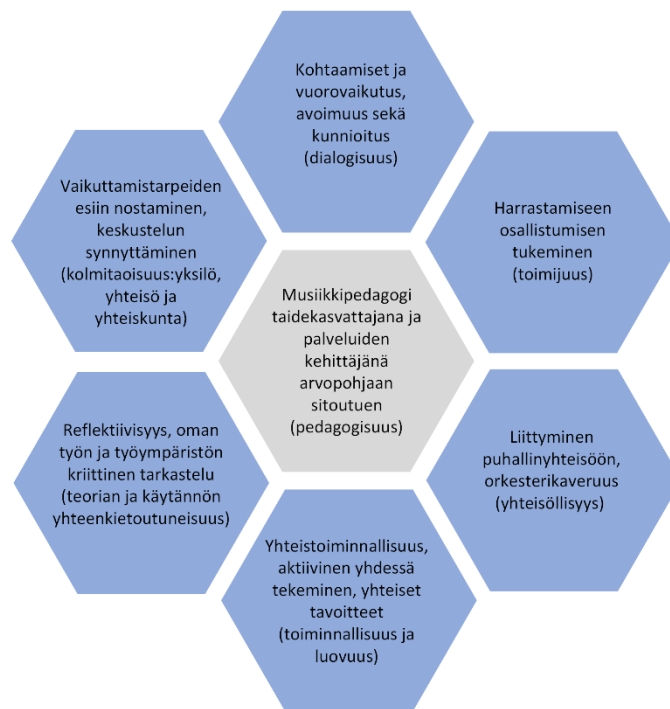 Kohtaamiset ja
vuorovaikutus,
avoimuus sekä
kunnioitus
(dialogisuus)
Vaikuttamistarpeiden
esiin nostaminen,
keskustelun
synnyttäminen
(kolmitaoisuus:yksilö,
yhteisö ja
yhteiskunta)
Harrastamiseen
osallistumisen
tukeminen
(toimijuus)
Musiikkipedagogi
taidekasvattajana ja
palveluiden
kehittäjänä
arvopohjaan
sitoutuen
(pedagogisuus)
Reflektiivisyys, oman
työn ja työympäristön
kriittinen tarkastelu
(teorian ja käytännön
yhteenkietoutuneisuus)
Liittyminen
puhallinyhteisöön,
orkesterikaveruus
(yhteisöllisyys)
Yhteistoiminnallisuus,
aktiivinen yhdessä
tekeminen, yhteiset
tavoitteet
(toiminnallisuus ja
luovuus)